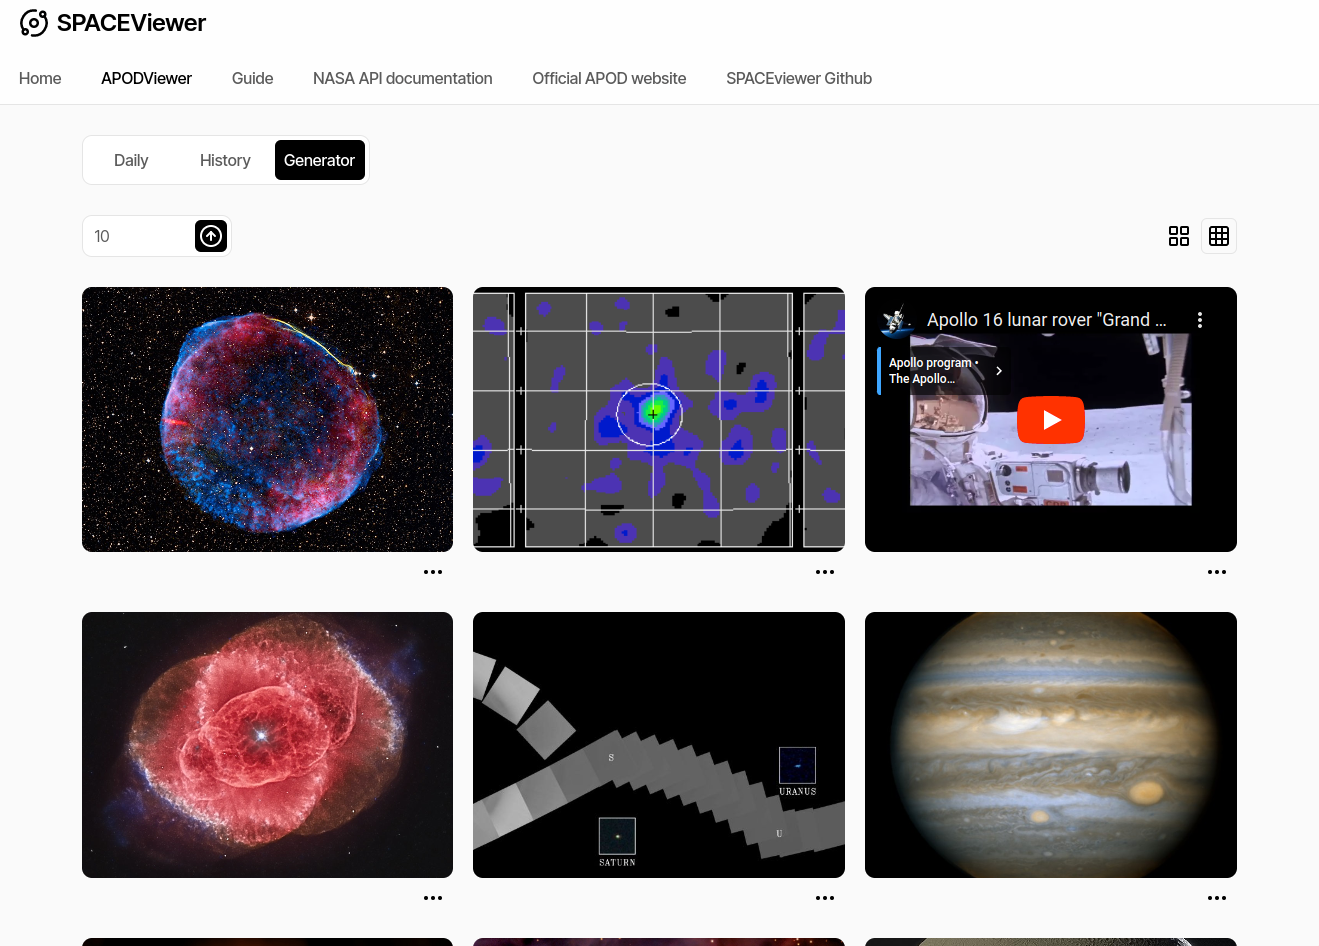 SPACEViewer
Home APODViewer Guide NASA API documentation Official APOD website SPACEviewer Github
Daily History Generator
10
Apollo 16 lunar rover "Grand ...
Apollo program •
The Apollo...
S
URANUS
U
SATURN